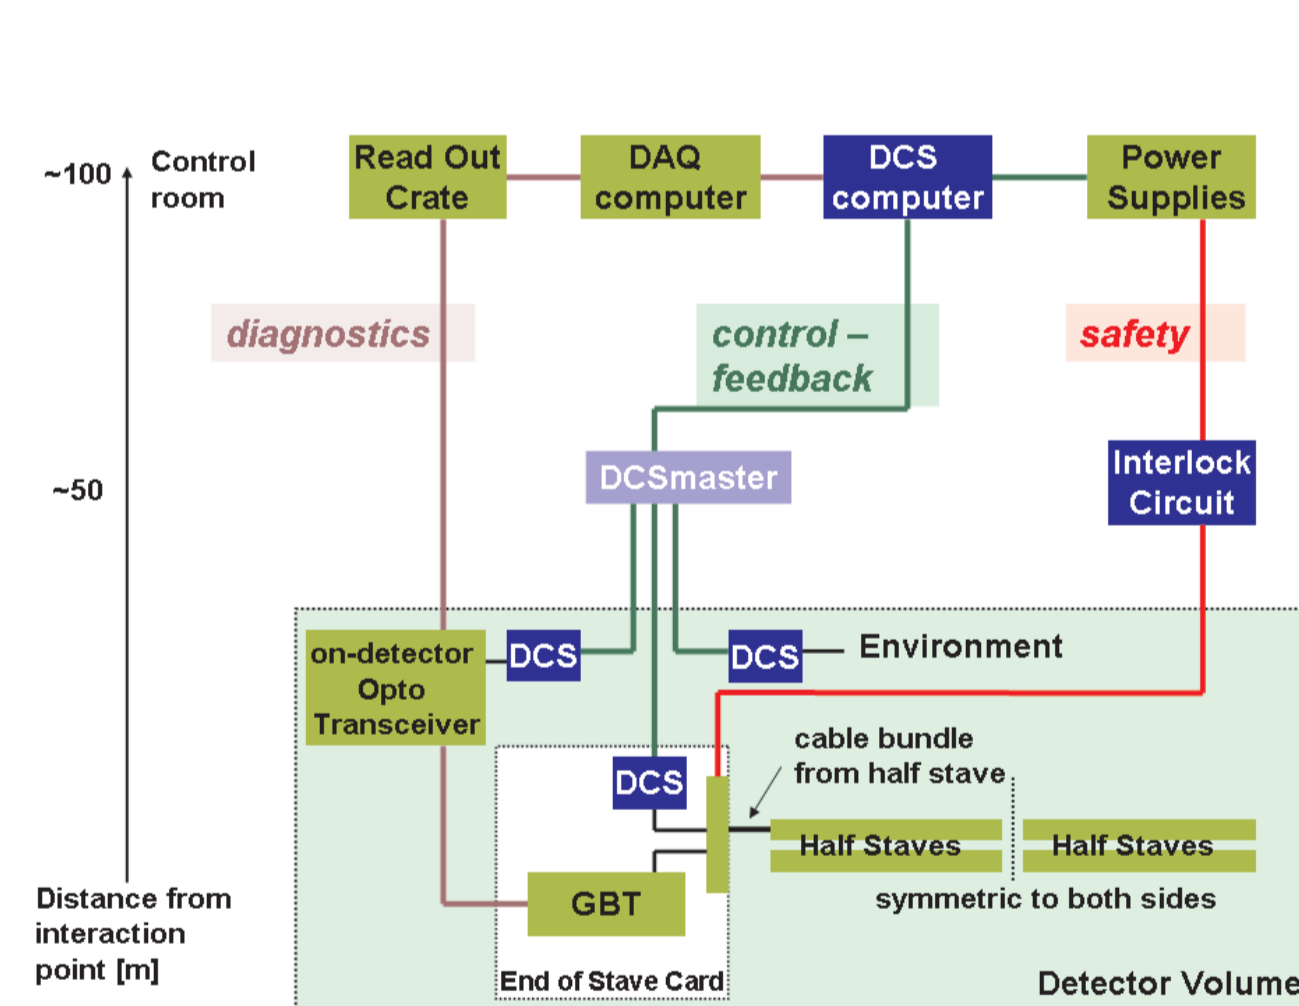 ~100
Control
room
Read Out
Crate
DAQ
computer
DCS
computer
Power
Supplies
diagnostics
control –
feedback
safety
~50
DCSmaster
Interlock
Circuit
on-detector
Opto
Transceiver
DCS
DCS
Environment
cable bundle
from half stave
DCS
Half Staves
Half Staves
symmetric to both sides
GBT
Distance from
interaction
point [m]
End of Stave Card
Detector Volume